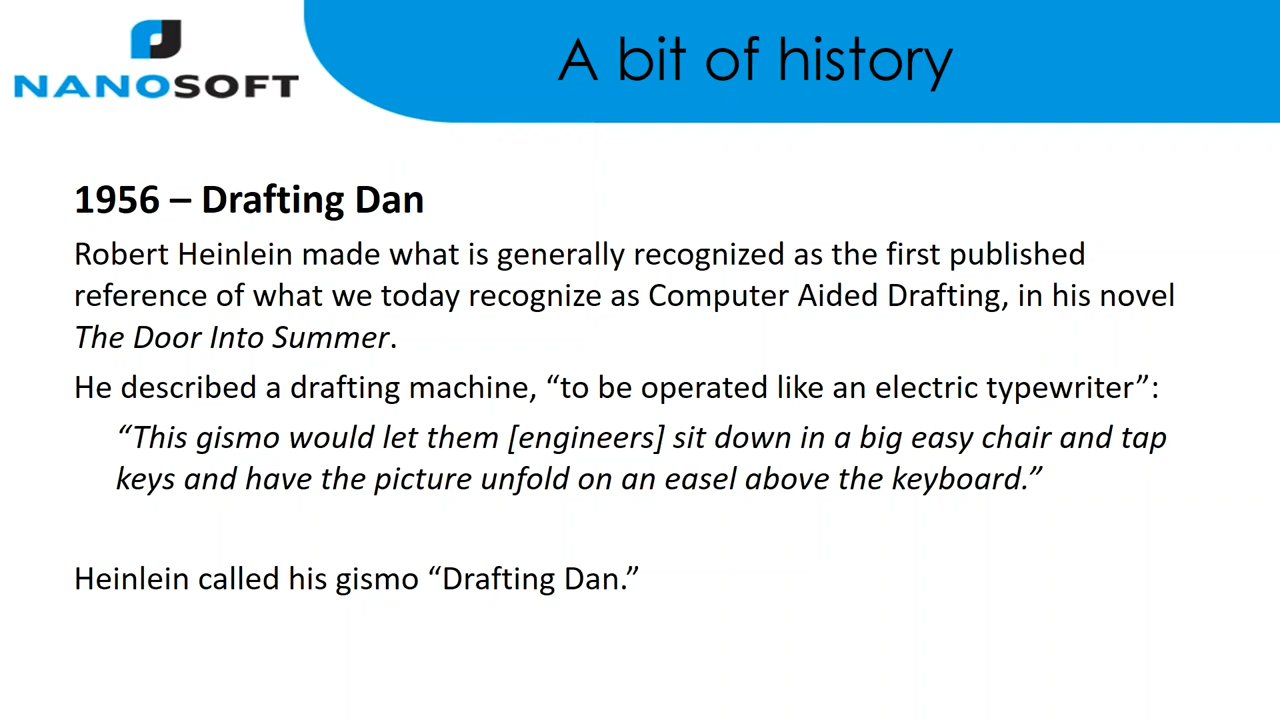 NANOSOFT
A bit of history
1956 – Drafting Dan
Robert Heinlein made what is generally recognized as the first published
reference of what we today recognize as Computer Aided Drafting, in his novel
The Door Into Summer.
He described a drafting machine, “to be operated like an electric typewriter”:
“This gismo would let them [engineers] sit down in a big easy chair and tap
keys and have the picture unfold on an easel above the keyboard.”
Heinlein called his gismo “Drafting Dan.”